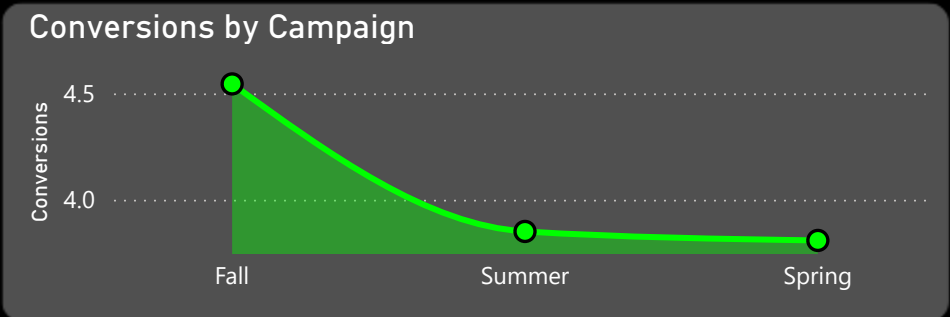 Conversions by Campaign
Conversions
4.5
4.0
Fall Summer Spring